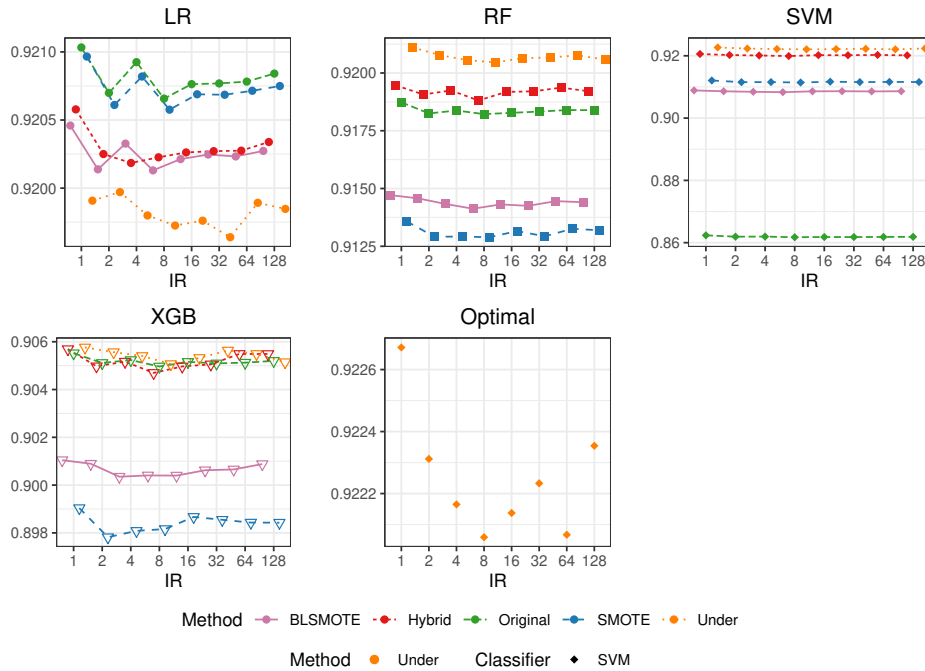 LR
0.9210
0.9205
0.9200
1 2 4 8 16 32 64 128
IR
RF
0.9200
0.9175
0.9150
0.9125
1 2 4 8 16 32 64 128
IR
SVM
0.92
0.90
0.88
0.86
1 2 4 8 16 32 64 128
IR
XGB
0.906
0.904
0.902
0.900
0.898
1 2 4 8 16 32 64 128
IR
Optimal
0.9226
0.9224
0.9222
1 2 4 8 16 32 64 128
IR
Method BLSMOTE Hybrid Original SMOTE Under
Method Under Classifier SVM